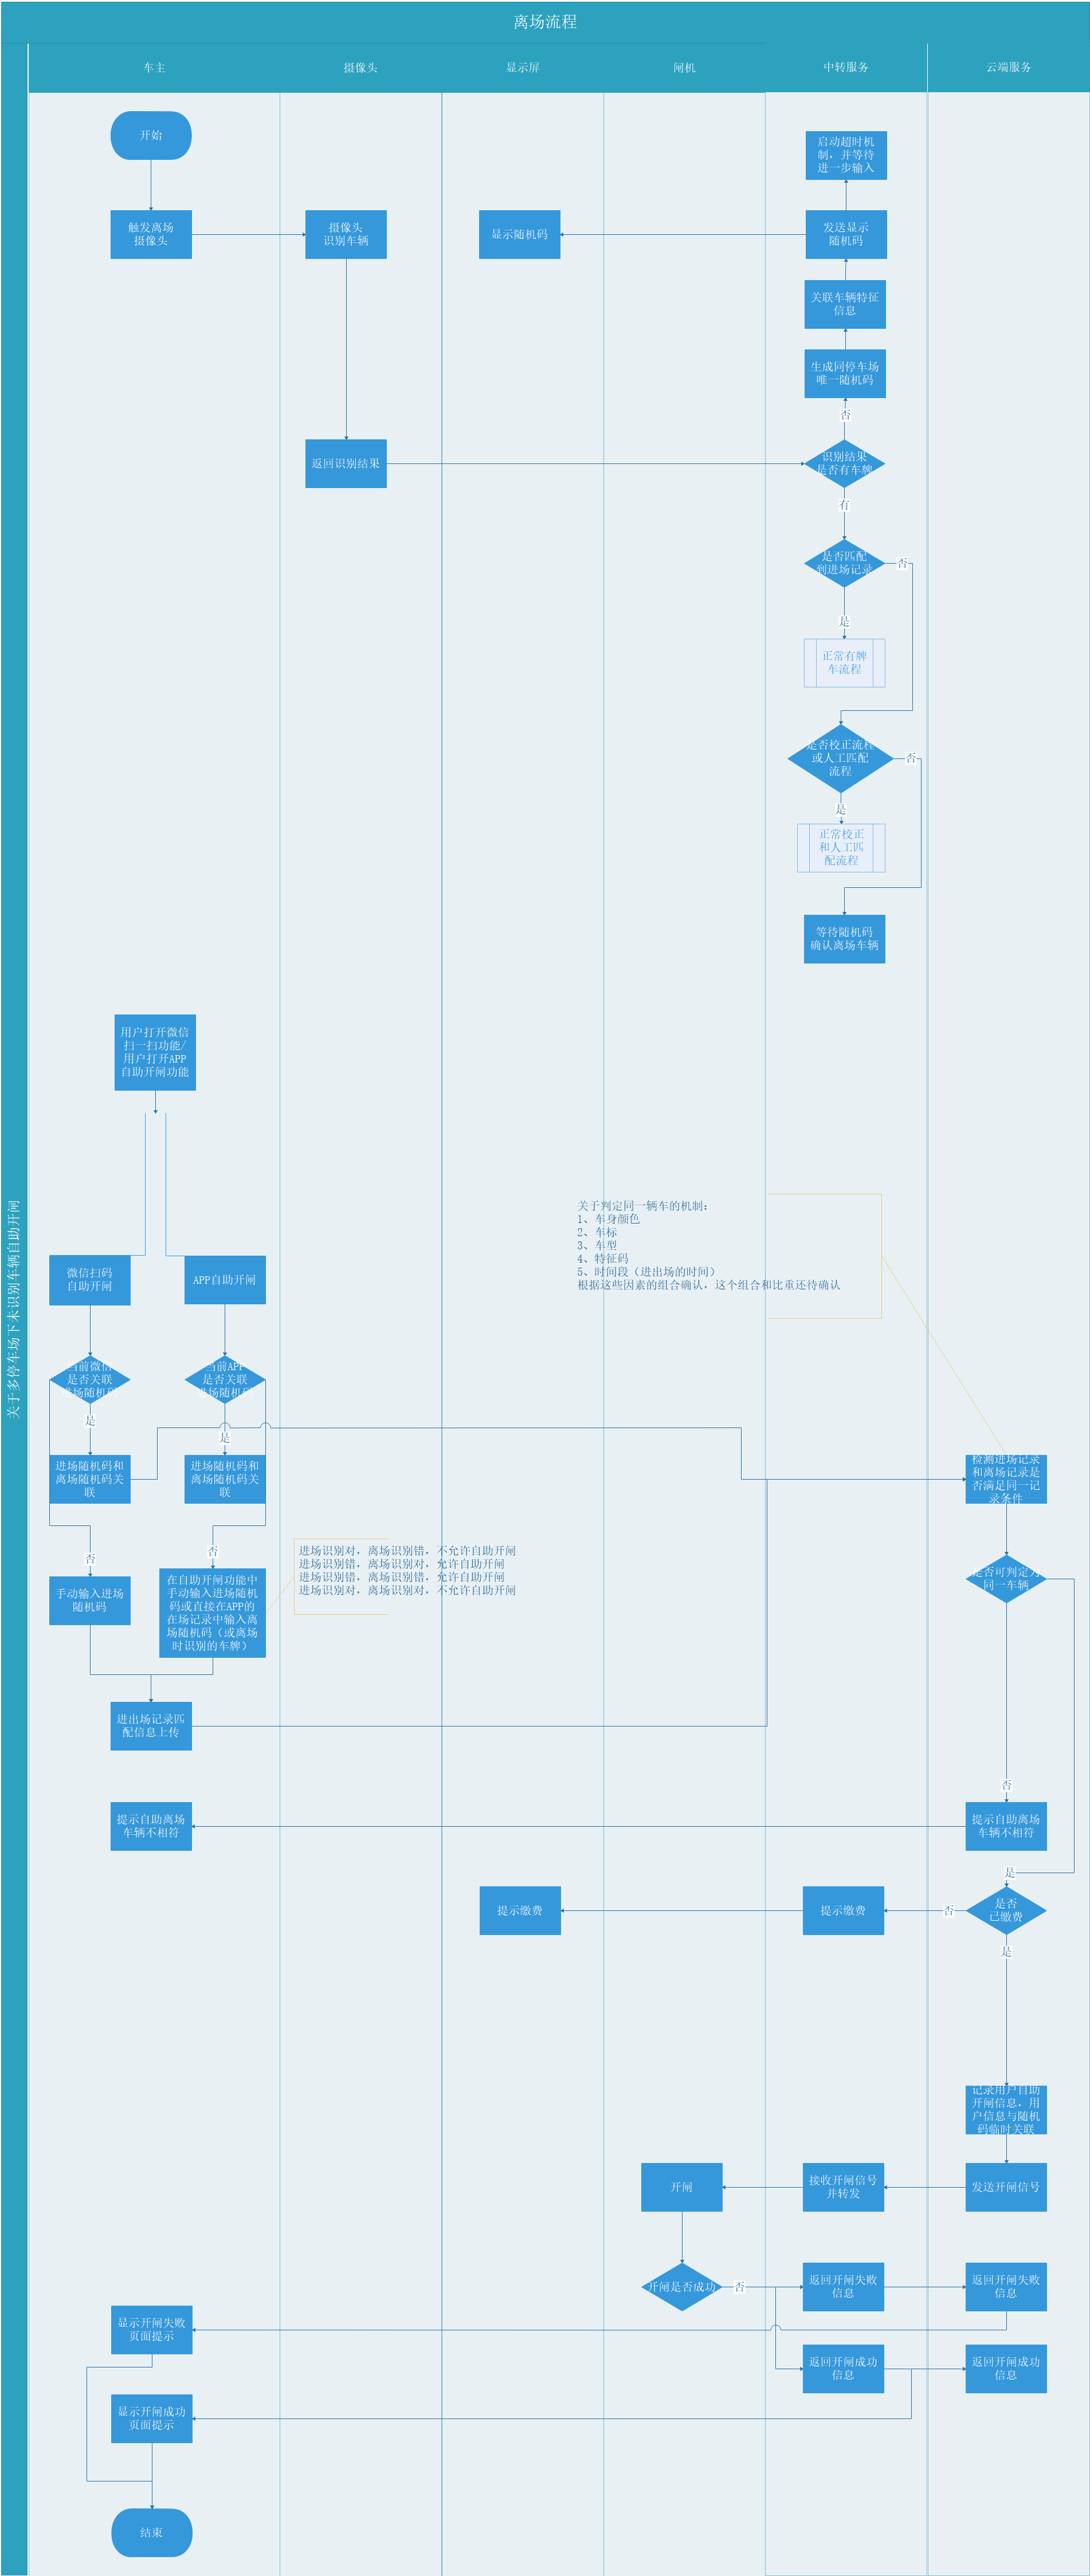 离场流程
车主
摄像头
显示屏
闸机
中转服务
云端服务
关于多停车场下未识别车辆自助开闸
开始
启动超时机
制，并等待
进一步输入
触发离场
摄像头
摄像头
识别车辆
显示随机码
发送显示
随机码
关联车辆特征
信息
生成同停车场
唯一随机码
否
返回识别结果
识别结果
是否有车牌
有
是否匹配
到进场记录
否
是
正常有牌
车流程
是否校正流程
或人工匹配
流程
否
是
正常校正
和人工匹
配流程
等待随机码
确认离场车辆
用户打开微信
扫一扫功能/
用户打开APP
自助开闸功能
关于判定同一辆车的机制：
1、车身颜色
2、车标
3、车型
4、特征码
5、时间段（进出场的时间）
根据这些因素的组合确认，这个组合和比重还待确认
微信扫码
自助开闸
APP自助开闸
当前微信
是否关联
进场随机码
当前APP
是否关联
进场随机码
是
是
进场随机码和
离场随机码关
联
进场随机码和
离场随机码关
联
检测进场记录
和离场记录是
否满足同一记
录条件
否
否
进场识别对，离场识别错，不允许自助开闸
进场识别错，离场识别对，允许自助开闸
进场识别错，离场识别错，允许自助开闸
进场识别对，离场识别对，不允许自助开闸
手动输入进场
随机码
在自助开闸功能中
手动输入进场随机
码或直接在APP的
在场记录中输入离
场随机码（或离场
时识别的车牌）
是否可判定为
同一车辆
进出场记录匹
配信息上传
否
提示自助离场
车辆不相符
提示自助离场
车辆不相符
是
提示缴费
提示缴费
否
是否
已缴费
是
记录用户自助
开闸信息，用
户信息与随机
码临时关联
开闸
接收开闸信号
并转发
发送开闸信号
开闸是否成功
否
返回开闸失败
信息
返回开闸失败
信息
显示开闸失败
页面提示
返回开闸成功
信息
返回开闸成功
信息
显示开闸成功
页面提示
结束